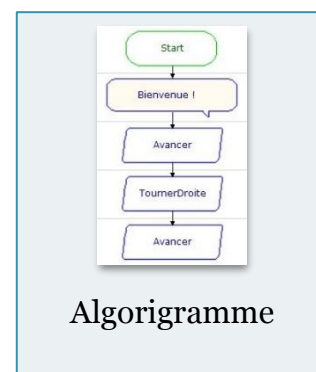 Start
Bienvenue !
Avancer
TournerDroite
Avancer
Algorigramme